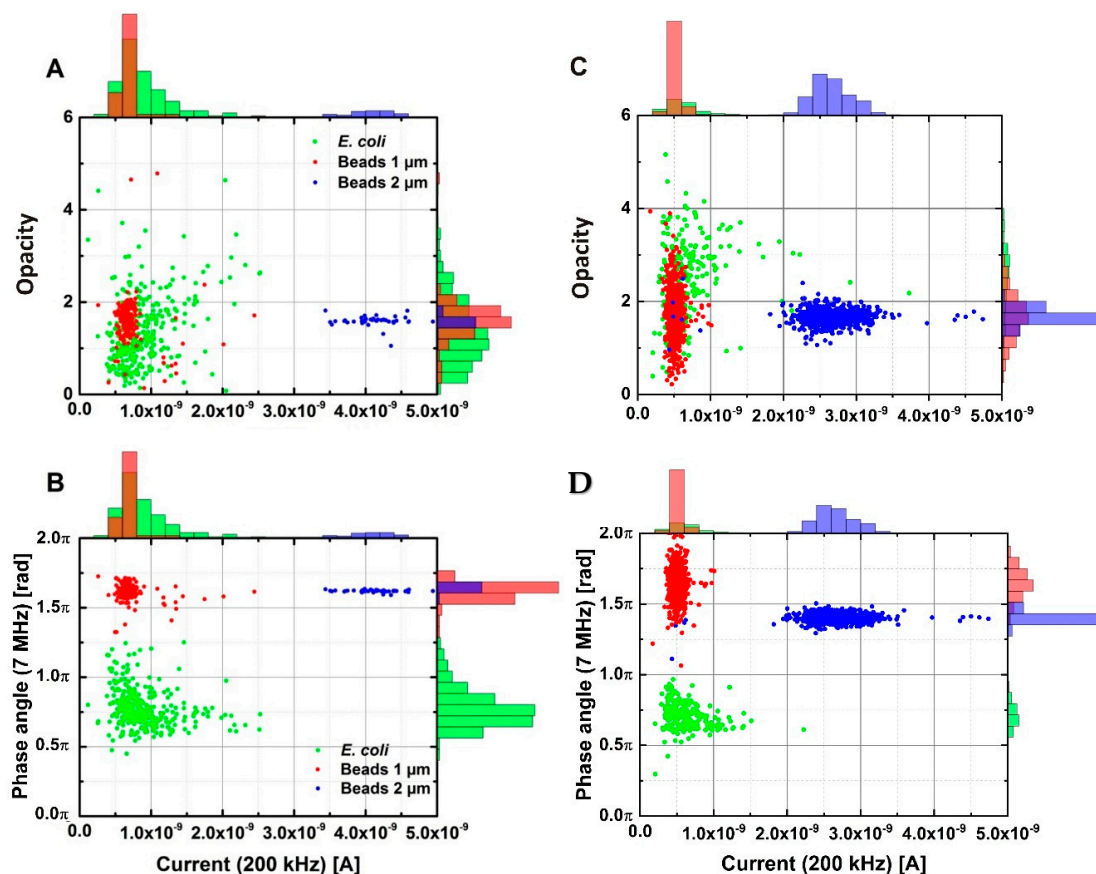 A
C
6
4
2
0
Opacity
E. coli
Beads 1 µm
Beads 2 µm
0.0 1.0x10⁻⁹ 2.0x10⁻⁹ 3.0x10⁻⁹ 4.0x10⁻⁹ 5.0x10⁻⁹
6
4
2
0
Opacity
0.0 1.0x10⁻⁹ 2.0x10⁻⁹ 3.0x10⁻⁹ 4.0x10⁻⁹ 5.0x10⁻⁹
B
D
2.0π
1.5π
1.0π
0.5π
0.0π
Phase angle (7 MHz) [rad]
E. coli
Beads 1 µm
Beads 2 µm
0.0 1.0x10⁻⁹ 2.0x10⁻⁹ 3.0x10⁻⁹ 4.0x10⁻⁹ 5.0x10⁻⁹
Current (200 kHz) [A]
2.0π
1.5π
1.0π
0.5π
0.0π
Phase angle (7 MHz) [rad]
0.0 1.0x10⁻⁹ 2.0x10⁻⁹ 3.0x10⁻⁹ 4.0x10⁻⁹ 5.0x10⁻⁹
Current (200 kHz) [A]